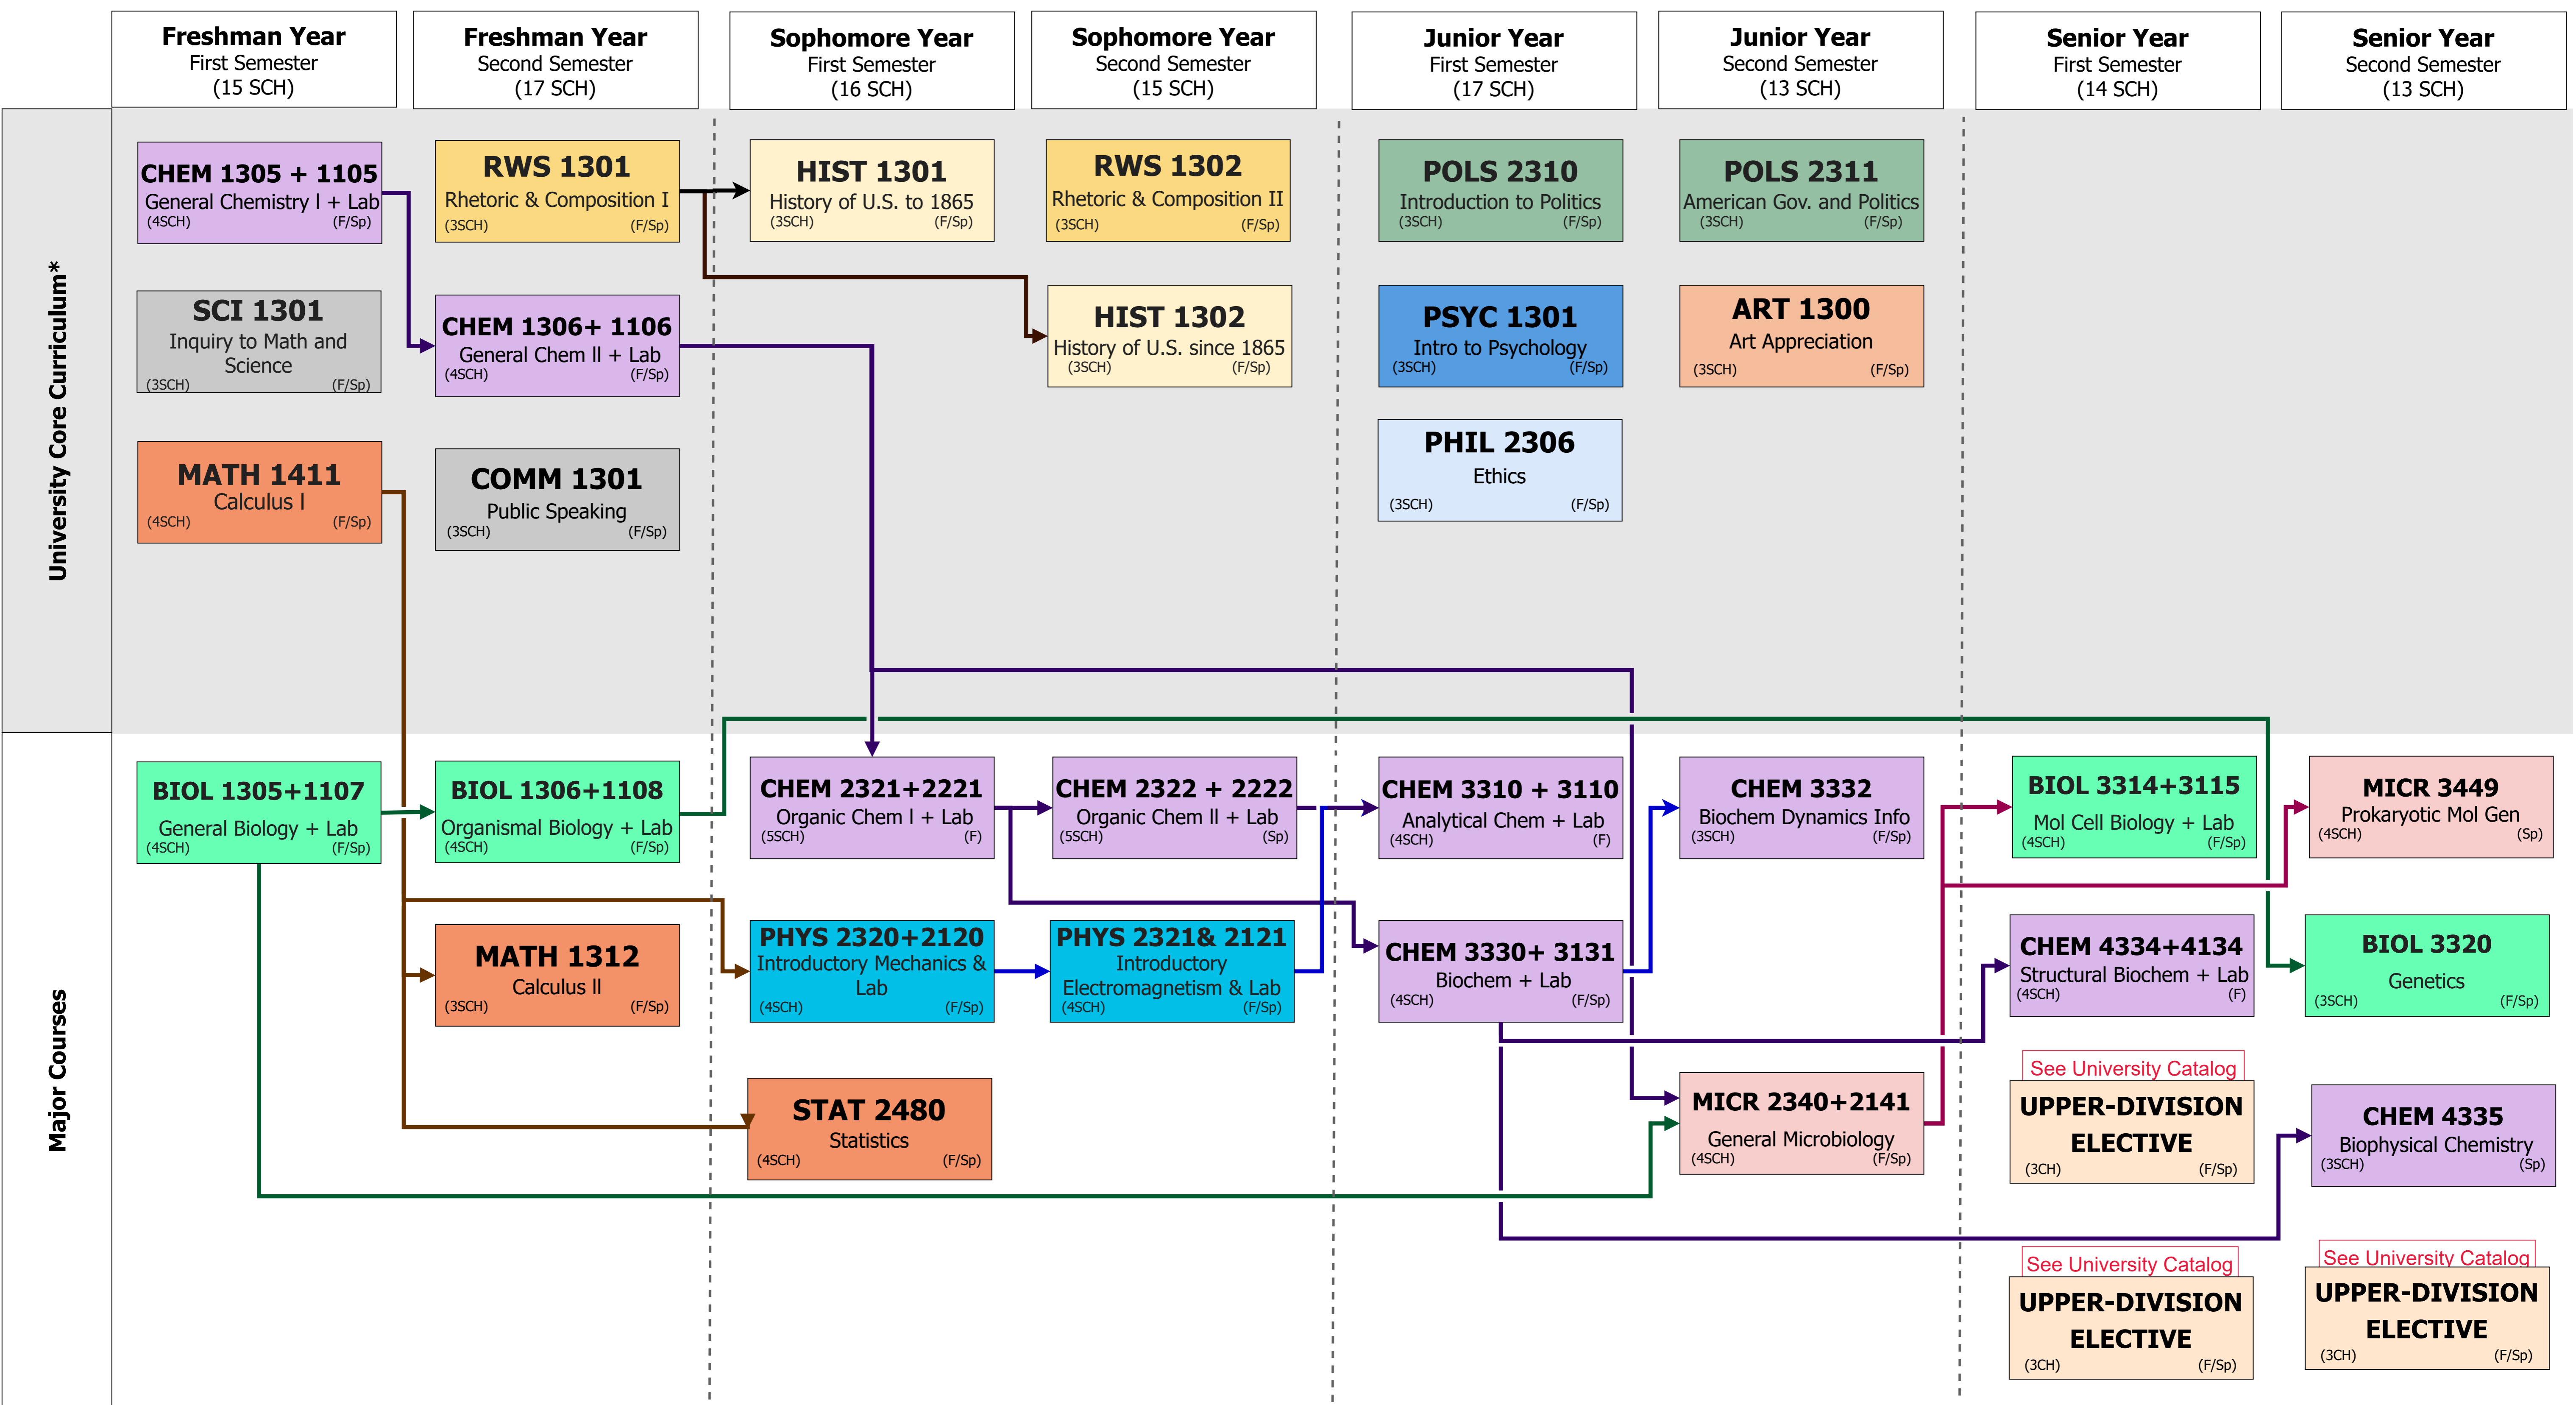 Freshman Year
First Semester
(15 SCH)
Freshman Year
Second Semester
(17 SCH)
Sophomore Year
First Semester
(16 SCH)
Sophomore Year
Second Semester
(15 SCH)
Junior Year
First Semester
(17 SCH)
Junior Year
Second Semester
(13 SCH)
Senior Year
First Semester
(14 SCH)
Senior Year
Second Semester
(13 SCH)
University Core Curriculum*
CHEM 1305 + 1105
General Chemistry I + Lab
(4SCH) (F/Sp)
RWS 1301
Rhetoric & Composition I
(3SCH) (F/Sp)
HIST 1301
History of U.S. to 1865
(3SCH) (F/Sp)
RWS 1302
Rhetoric & Composition II
(3SCH) (F/Sp)
POLS 2310
Introduction to Politics
(3SCH) (F/Sp)
POLS 2311
American Gov. and Politics
(3SCH) (F/Sp)
SCI 1301
Inquiry to Math and
Science
(3SCH) (F/Sp)
CHEM 1306+ 1106
General Chem II + Lab
(4SCH) (F/Sp)
HIST 1302
History of U.S. since 1865
(3SCH) (F/Sp)
PSYC 1301
Intro to Psychology
(3SCH) (F/Sp)
ART 1300
Art Appreciation
(3SCH) (F/Sp)
MATH 1411
Calculus I
(4SCH) (F/Sp)
COMM 1301
Public Speaking
(3SCH) (F/Sp)
PHIL 2306
Ethics
(3SCH) (F/Sp)
Major Courses
BIOL 1305+1107
General Biology + Lab
(4SCH) (F/Sp)
BIOL 1306+1108
Organismal Biology + Lab
(4SCH) (F/Sp)
CHEM 2321+2221
Organic Chem I + Lab
(5SCH) (F)
CHEM 2322 + 2222
Organic Chem II + Lab
(5SCH) (Sp)
CHEM 3310 + 3110
Analytical Chem + Lab
(4SCH) (F)
CHEM 3332
Biochem Dynamics Info
(3SCH) (F/Sp)
BIOL 3314+3115
Mol Cell Biology + Lab
(4SCH) (F/Sp)
MICR 3449
Prokaryotic Mol Gen
(4SCH) (Sp)
MATH 1312
Calculus II
(3SCH) (F/Sp)
PHYS 2320+2120
Introductory Mechanics &
Lab
(4SCH) (F/Sp)
PHYS 2321& 2121
Introductory
Electromagnetism & Lab
(4SCH) (F/Sp)
CHEM 3330+ 3131
Biochem + Lab
(4SCH) (F/Sp)
CHEM 4334+4134
Structural Biochem + Lab
(4SCH) (F)
BIOL 3320
Genetics
(3SCH) (F/Sp)
STAT 2480
Statistics
(4SCH) (F/Sp)
MICR 2340+2141
General Microbiology
(4SCH) (F/Sp)
See University Catalog
UPPER-DIVISION
ELECTIVE
(3CH) (F/Sp)
CHEM 4335
Biophysical Chemistry
(3SCH) (Sp)
See University Catalog
UPPER-DIVISION
ELECTIVE
(3CH) (F/Sp)
See University Catalog
UPPER-DIVISION
ELECTIVE
(3CH) (F/Sp)